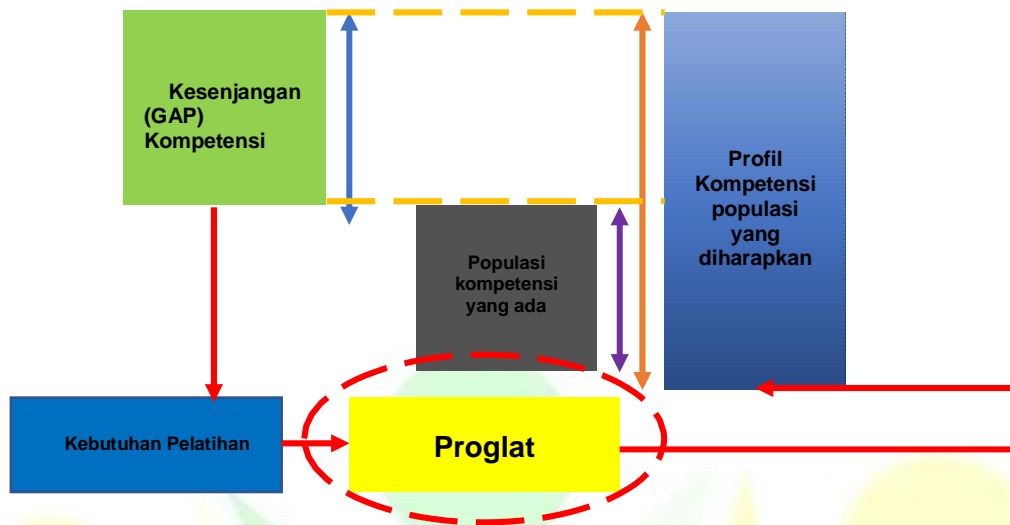 Kesenjangan
(GAP)
Kompetensi
Profil
Kompetensi
populasi
yang
diharapkan
Populasi
kompetensi
yang ada
Kebutuhan Pelatihan
Proglat